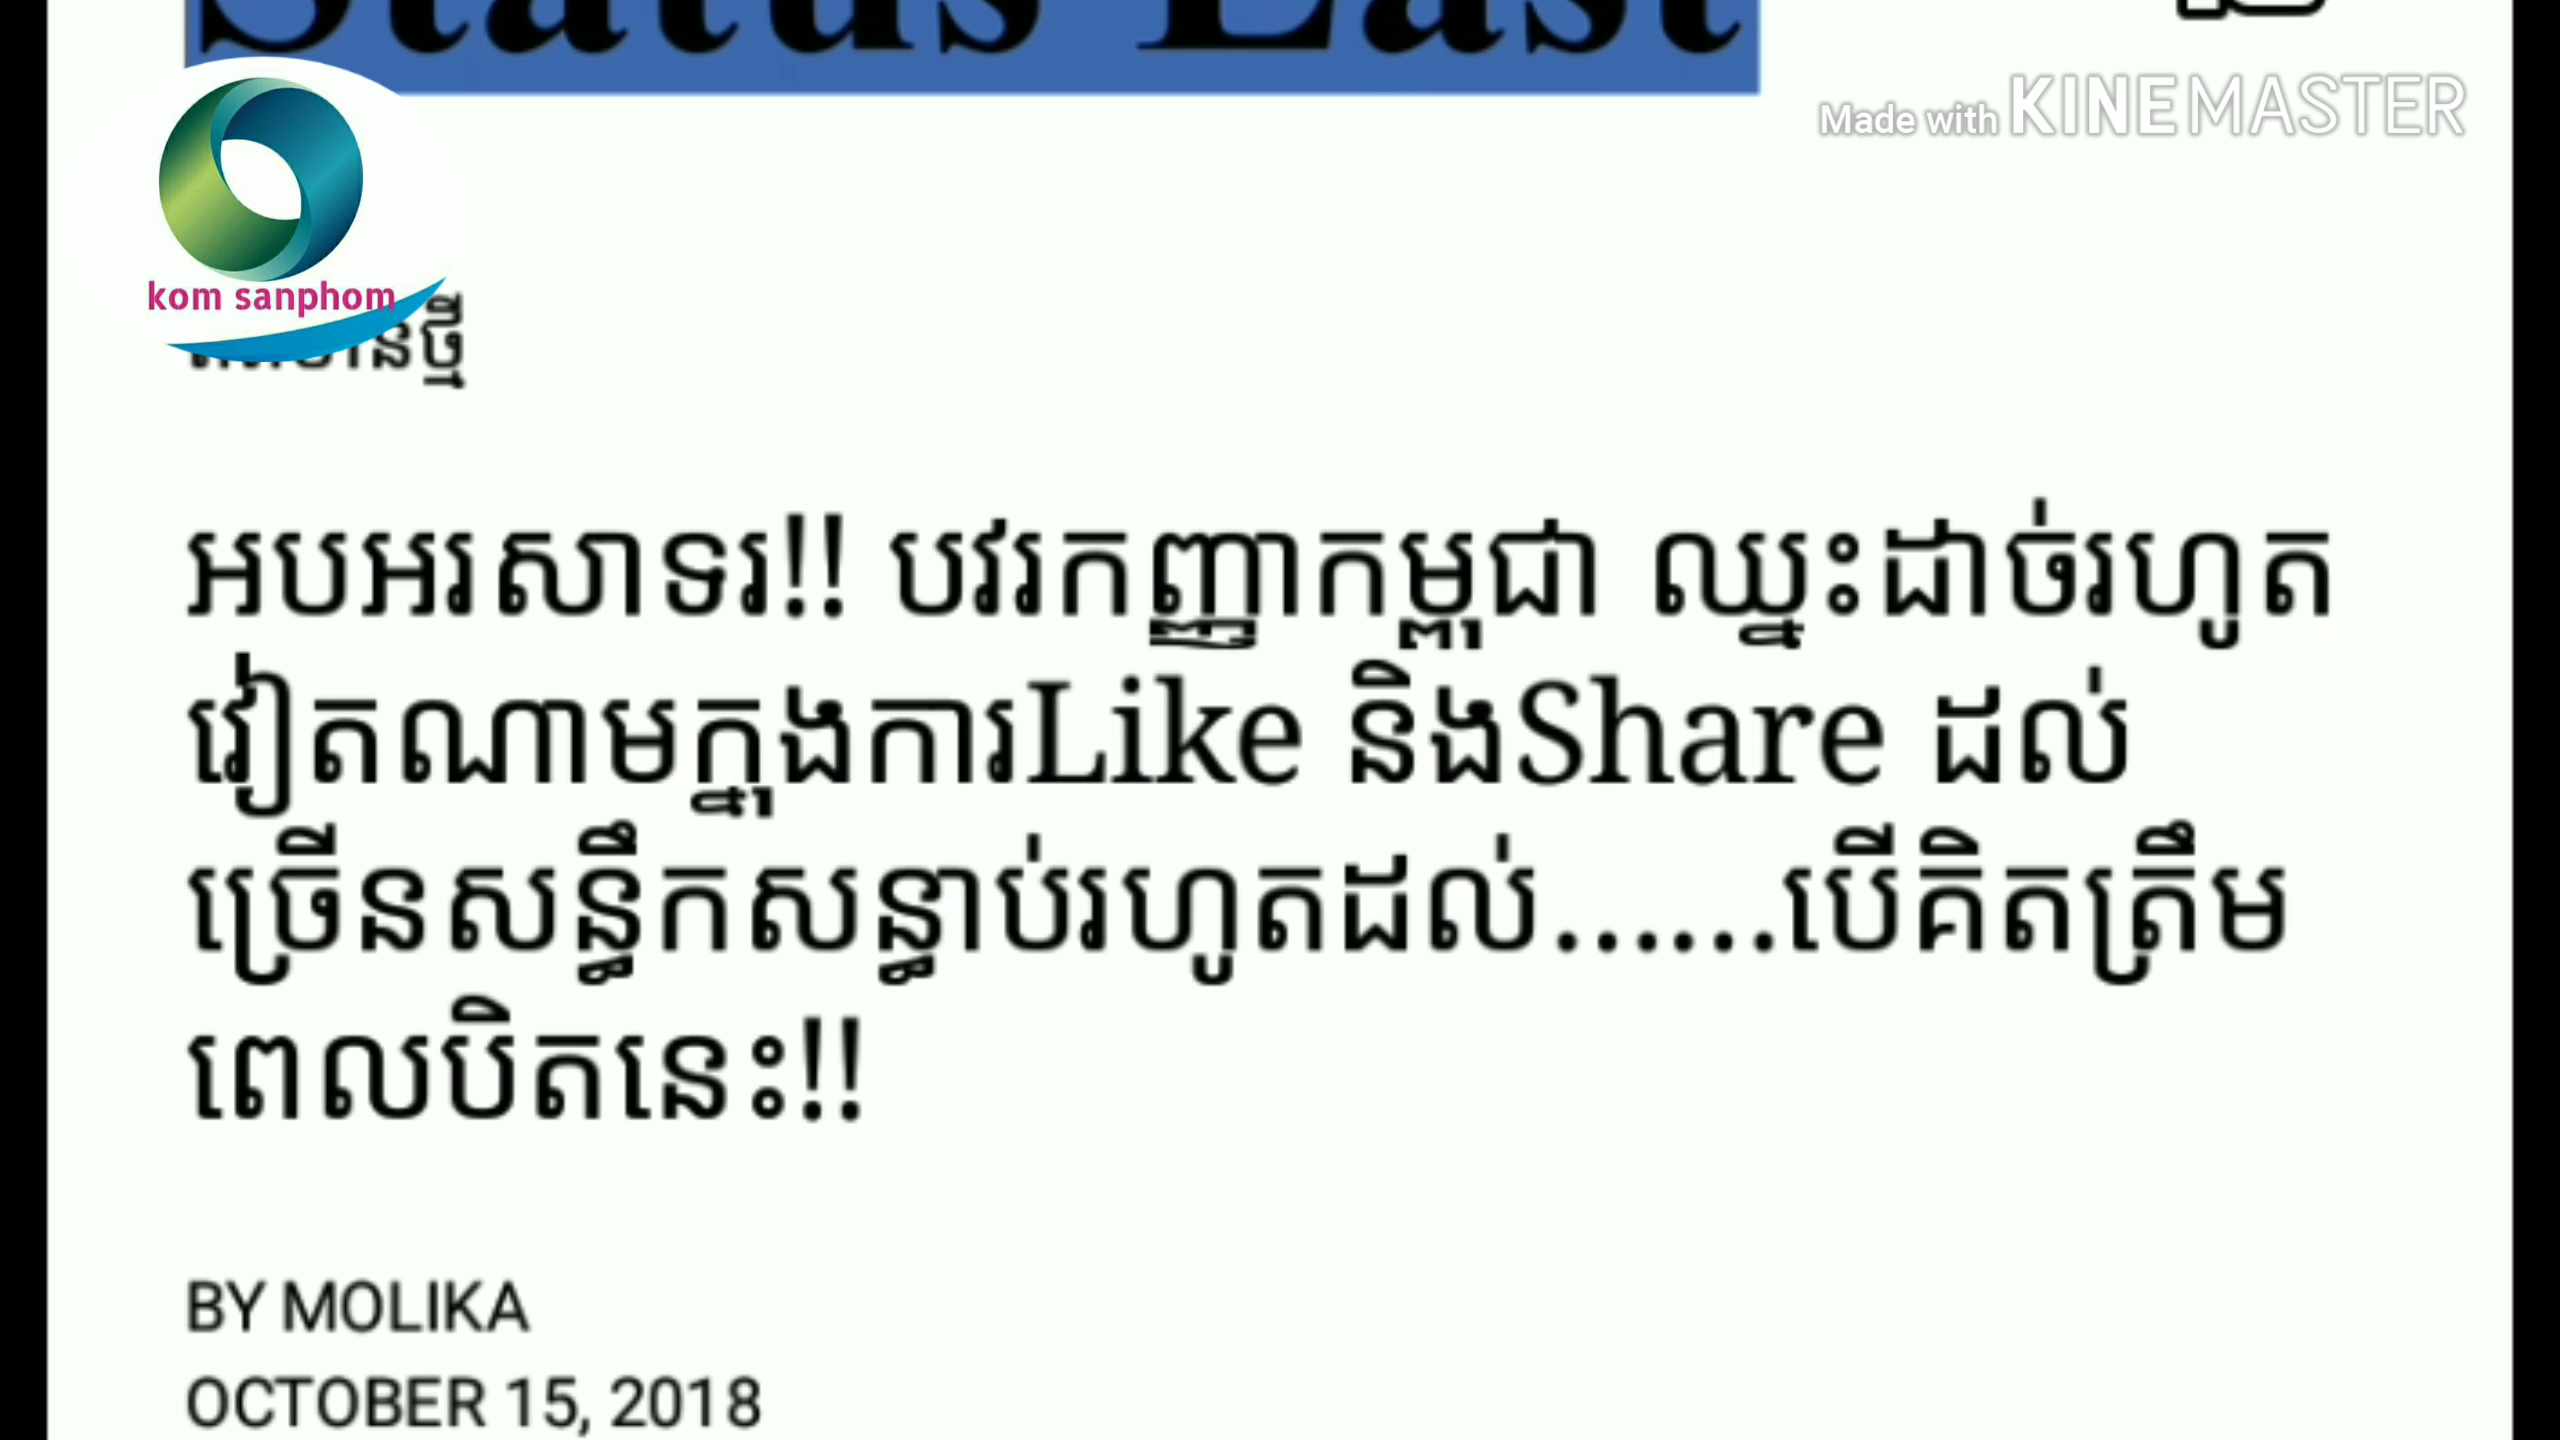 Status Last
Made with KINEMASTER
kom sanphom
អបអរសាទរ!! បវរកញ្ញាកម្ពុជា ឈ្នះដាច់រហូត
វៀតណាមក្នុងការLike និងShare ដល់
ច្រើនសន្ធឹកសន្ធាប់រហូតដល់......បើគិតត្រឹម
ពេលបិតនេះ!!
BY MOLIKA
OCTOBER 15, 2018